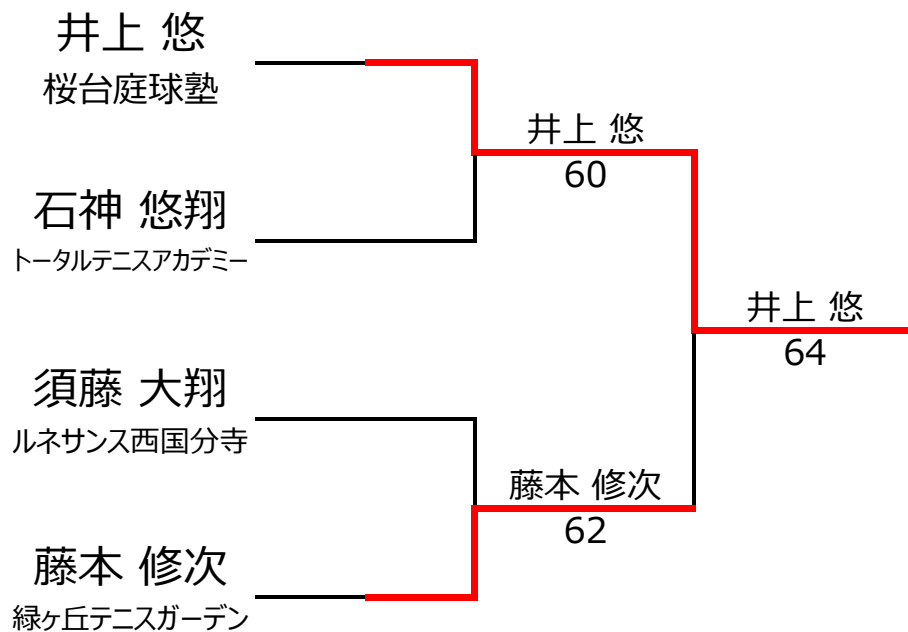 井上 悠
桜台庭球塾
井上 悠
60
石神 悠翔
トータルテニスアカデミー
井上 悠
64
須藤 大翔
ルネサンス西国分寺
藤本 修次
62
藤本 修次
緑ヶ丘テニスガーデン